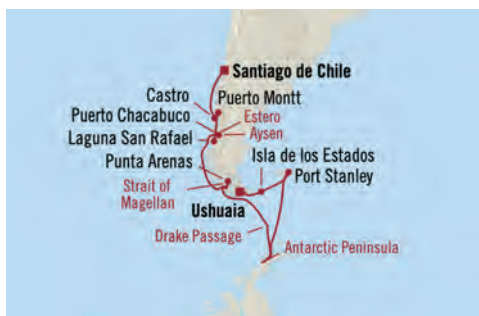 Santiago de Chile
Castro
Puerto Montt
Puerto Chacabuco
Estero
Aysen
Laguna San Rafael
Punta Arenas
Isla de los Estados
Port Stanley
Strait of
Magellan
Ushuaia
Drake Passage
Antarctic Peninsula